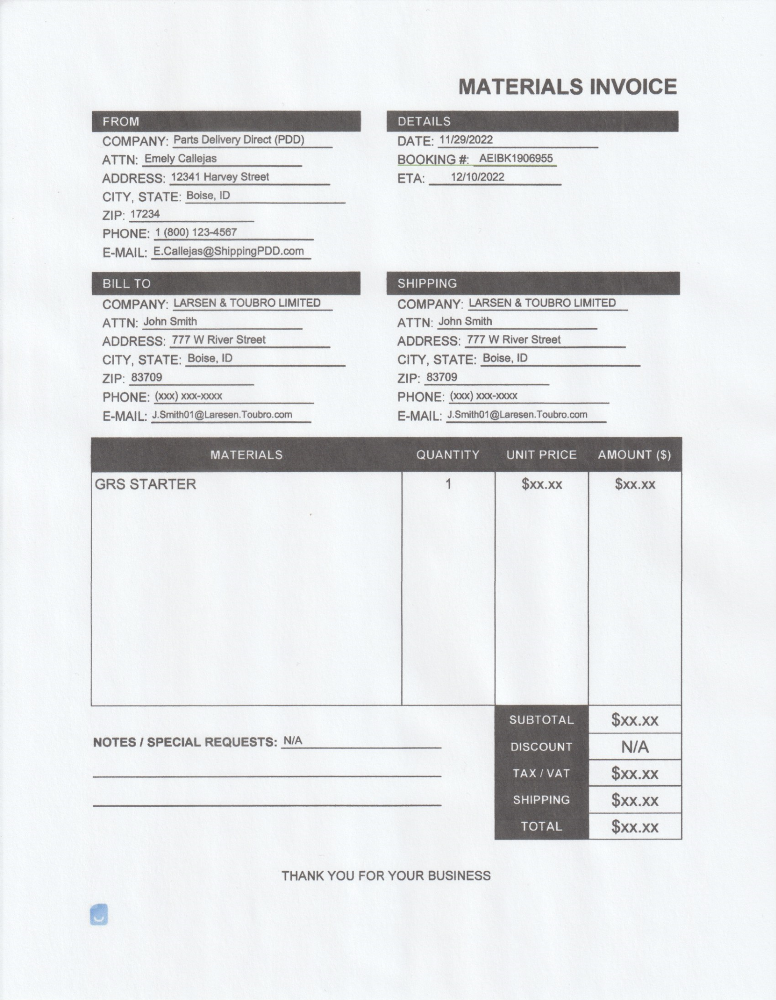 MATERIALS INVOICE
FROM
COMPANY: Parts Delivery Direct (PDD)
ATTN: Emely Callejas
ADDRESS: 12341 Harvey Street
CITY, STATE: Boise, ID
ZIP: 17234
PHONE: 1 (800) 123-4567
E-MAIL: E.Callejas@ShippingPDD.com
DETAILS
DATE: 11/29/2022
BOOKING #: AEIBK1906955
ETA: 12/10/2022
BILL TO
COMPANY: LARSEN & TOUBRO LIMITED
ATTN: John Smith
ADDRESS: 777 W River Street
CITY, STATE: Boise, ID
ZIP: 83709
PHONE: (xxx) xxx-xxxx
E-MAIL: J.Smith01@Laresen.Toubro.com
SHIPPING
COMPANY: LARSEN & TOUBRO LIMITED
ATTN: John Smith
ADDRESS: 777 W River Street
CITY, STATE: Boise, ID
ZIP: 83709
PHONE: (xxx) xxx-xxxx
E-MAIL: J.Smith01@Laresen.Toubro.com
MATERIALS QUANTITY UNIT PRICE AMOUNT ($)
GRS STARTER 1 $xx.xx $xx.xx
NOTES / SPECIAL REQUESTS: N/A
SUBTOTAL $xx.xx
DISCOUNT N/A
TAX / VAT $xx.xx
SHIPPING $xx.xx
TOTAL $xx.xx
THANK YOU FOR YOUR BUSINESS